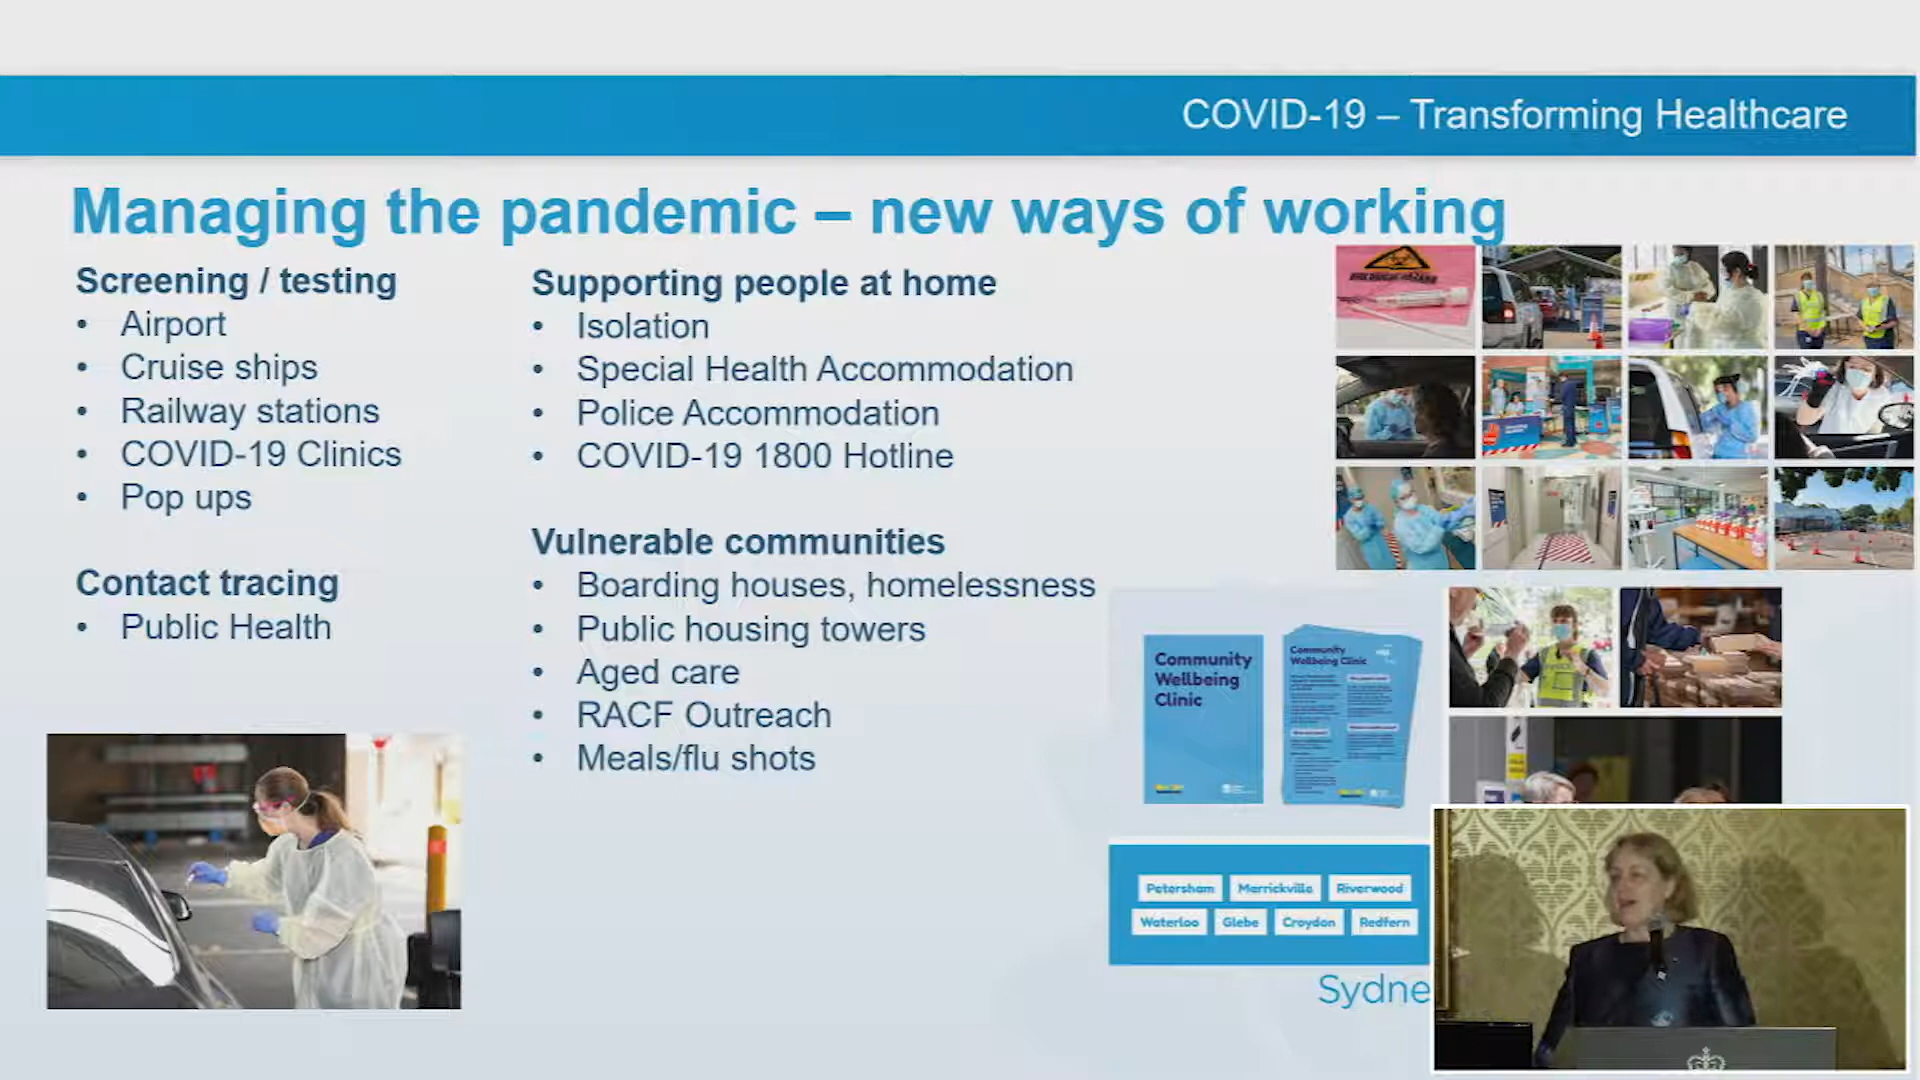 COVID-19 – Transforming Healthcare
Managing the pandemic – new ways of working
Screening / testing
• Airport
• Cruise ships
• Railway stations
• COVID-19 Clinics
• Pop ups
Contact tracing
• Public Health
Supporting people at home
• Isolation
• Special Health Accommodation
• Police Accommodation
• COVID-19 1800 Hotline
Vulnerable communities
• Boarding houses, homelessness
• Public housing towers
• Aged care
• RACF Outreach
• Meals/flu shots
Community
Wellbeing
Clinic
Community
Wellbeing Clinic
Petersham Marrickville Riverwood
Waterloo Glebe Croydon Redfern
Sydne